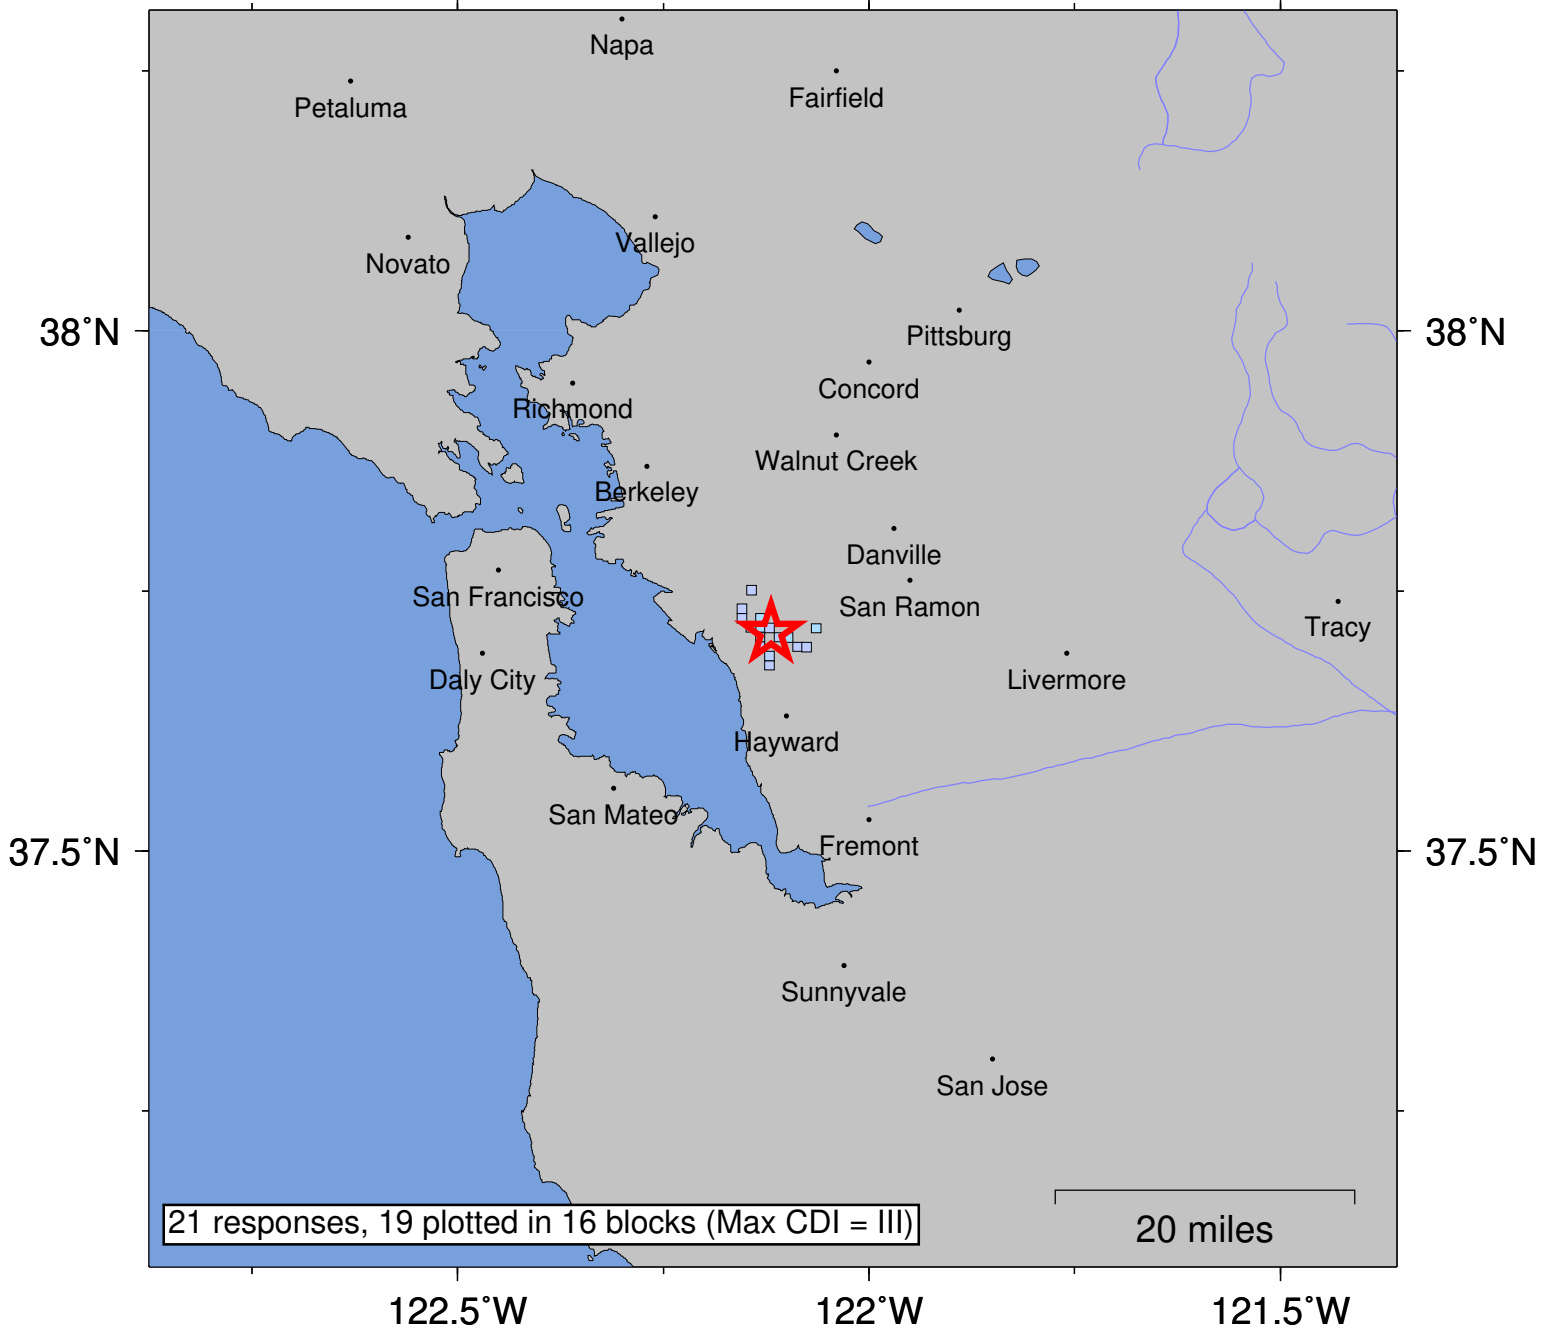 Napa
Fairfield
Petaluma
Vallejo
Novato
38˚N
38˚N
Pittsburg
Concord
Richmond
Walnut Creek
Berkeley
Danville
San Francisco
San Ramon
Tracy
Daly City
Livermore
Hayward
San Mateo
Fremont
37.5˚N
37.5˚N
Sunnyvale
San Jose
21 responses, 19 plotted in 16 blocks (Max CDI = III)
20 miles
122.5˚W
122˚W
121.5˚W